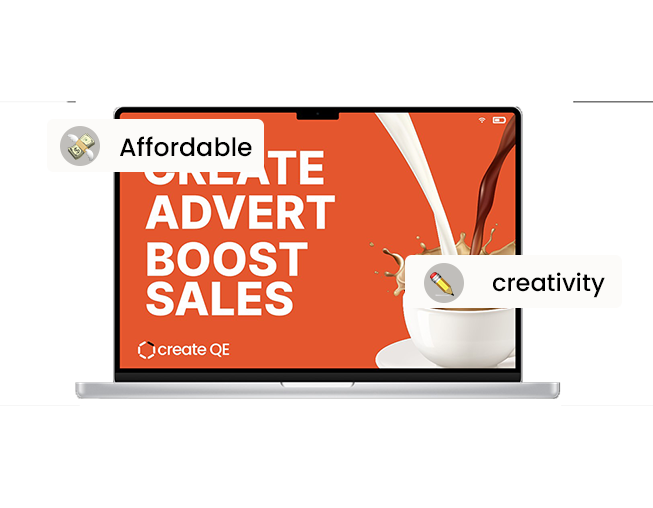 Affordable
CREATE
ADVERT
BOOST
SALES
creativity
create QE